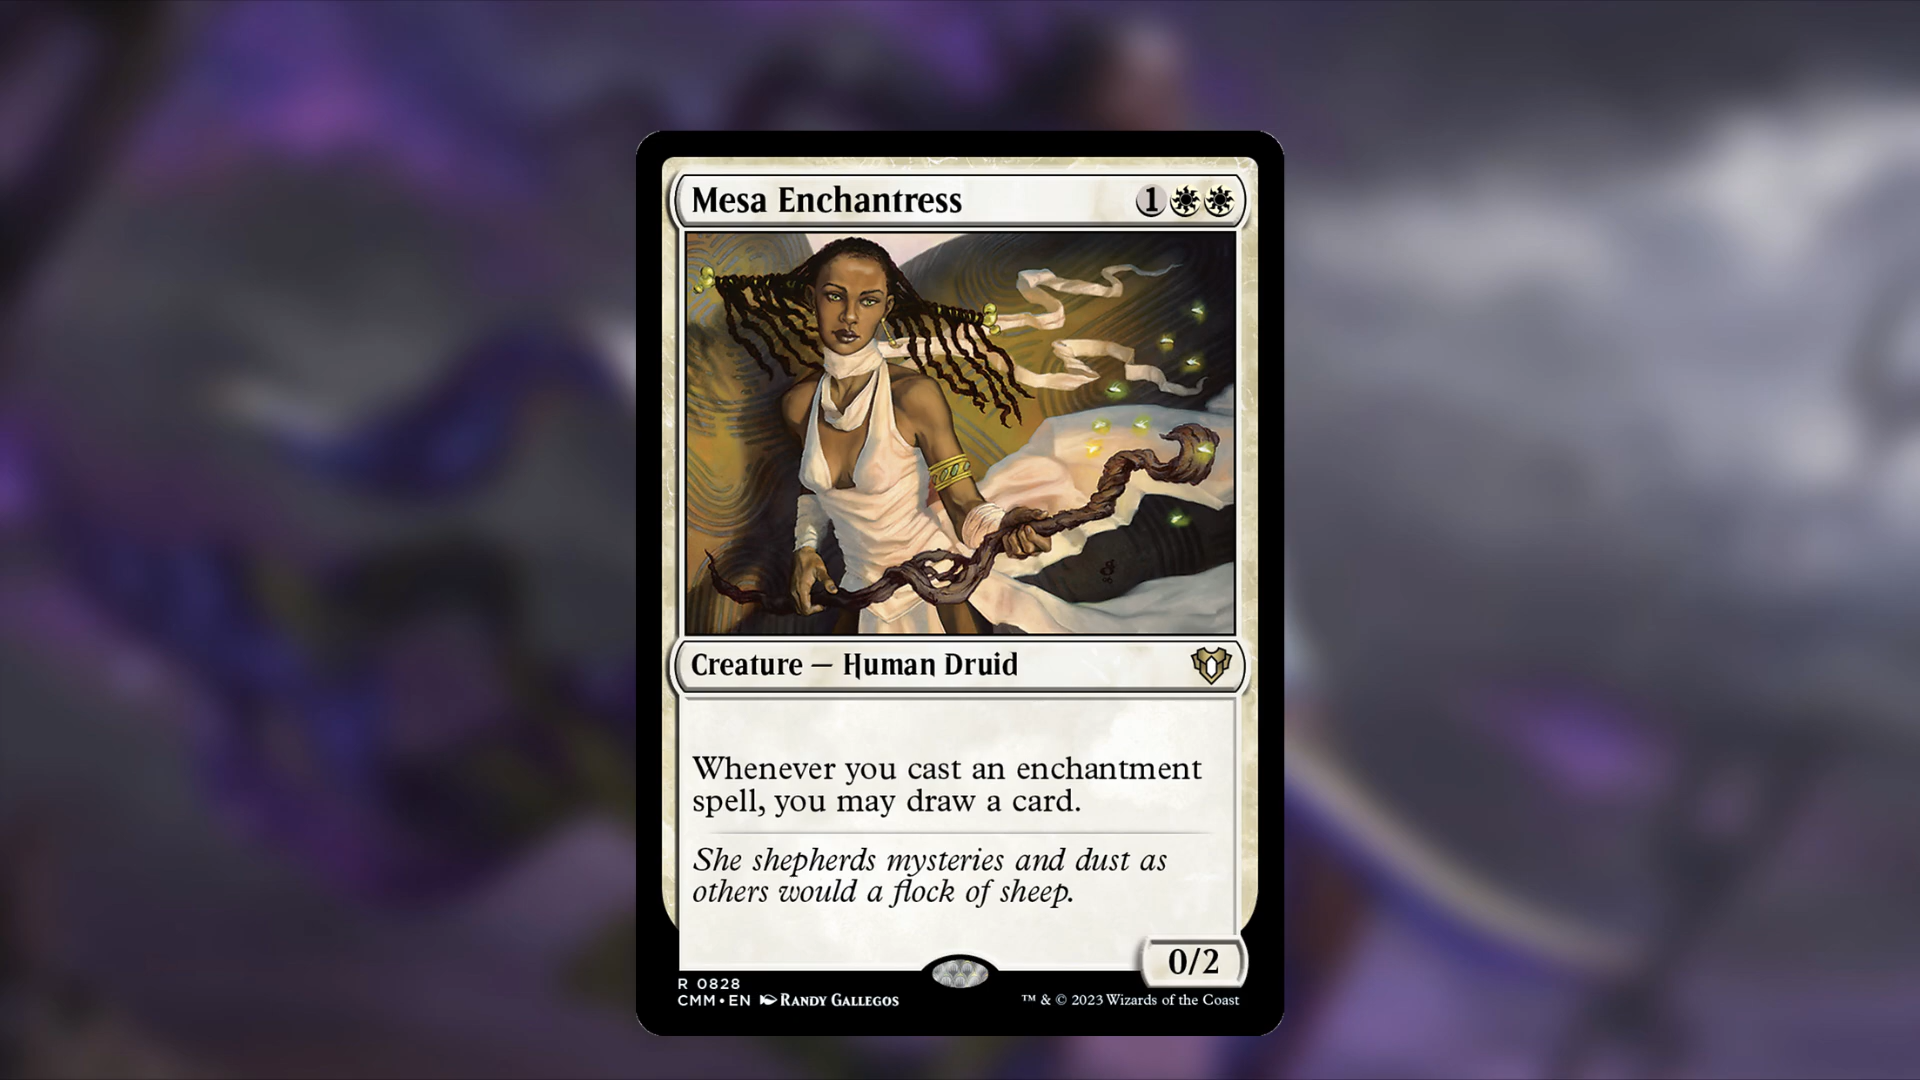 Mesa Enchantress 1
Creature — Human Druid
Whenever you cast an enchantment
spell, you may draw a card.
She shepherds mysteries and dust as
others would a flock of sheep.
0/2
R 0828
CMM • EN Randy Gallegos
™ & © 2023 Wizards of the Coast